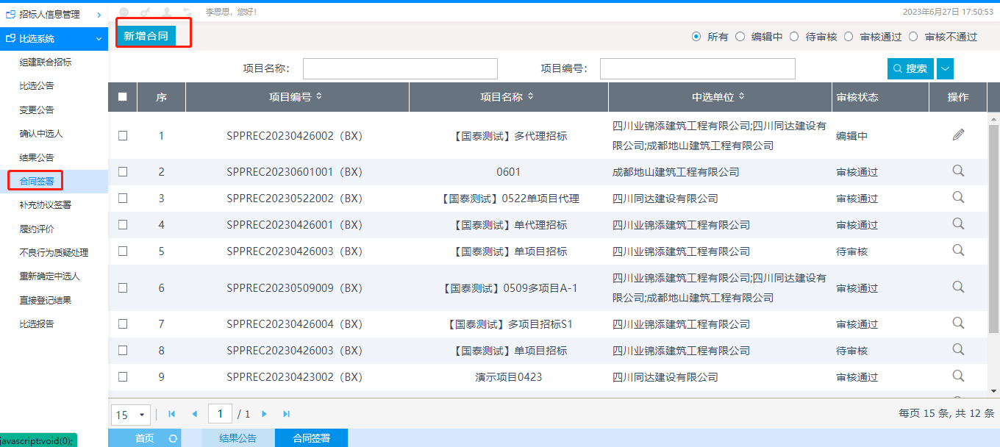 招标人信息管理
李思思，您好！
2023年6月27日 17:50:53
比选系统
组建联合招标
比选公告
变更公告
确认中选人
结果公告
合同签署
补充协议签署
履约评价
不良行为质疑处理
重新确定中选人
直接登记结果
比选报告
新增合同
所有 编辑中 待审核 审核通过 审核不通过
项目名称： 项目编号： 搜索
序 项目编号 项目名称 中选单位 审核状态 操作
1 SPPREC20230426002（BX） 【国泰测试】多代理招标 四川业锦添建筑工程有限公司;四川同达建设有
限公司;成都地山建筑工程有限公司 编辑中
2 SPPREC20230601001（BX） 0601 成都地山建筑工程有限公司 审核通过
3 SPPREC20230522002（BX） 【国泰测试】0522单项目代理 四川同达建设有限公司 审核通过
4 SPPREC20230426001（BX） 【国泰测试】单代理招标 四川业锦添建筑工程有限公司 审核通过
5 SPPREC20230426003（BX） 【国泰测试】单项目招标 四川业锦添建筑工程有限公司 待审核
6 SPPREC20230509009（BX） 【国泰测试】0509多项目A-1 四川业锦添建筑工程有限公司;四川同达建设有
限公司;成都地山建筑工程有限公司 审核通过
7 SPPREC20230426004（BX） 【国泰测试】多项目招标S1 四川业锦添建筑工程有限公司 审核通过
8 SPPREC20230426003（BX） 【国泰测试】单项目招标 四川业锦添建筑工程有限公司 待审核
9 SPPREC20230423002（BX） 演示项目0423 四川同达建设有限公司 审核通过
15 1 / 1 每页 15 条, 共 12 条
首页 结果公告 合同签署
javascript:void(0);